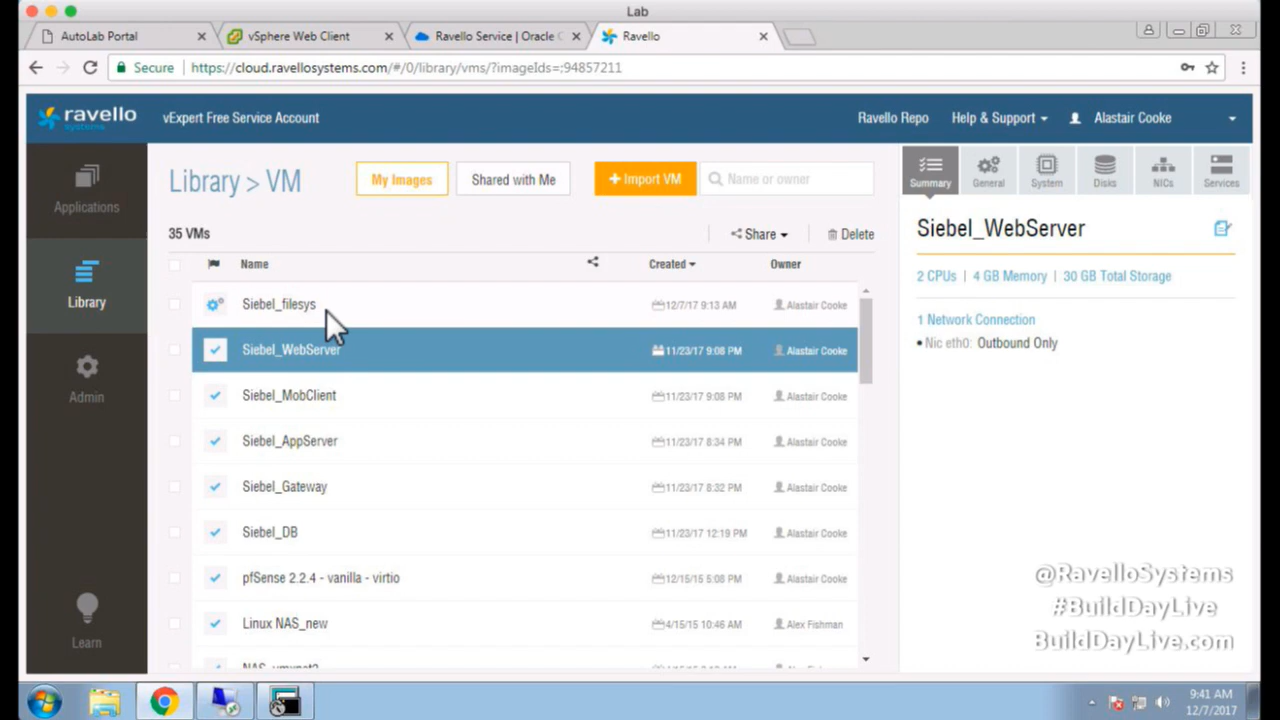 Lab
AutoLab Portal
vSphere Web Client
Ravello Service | Oracle C
Ravello
Secure
https://cloud.ravellosystems.com/#/0/library/vms/?imageIds=;94857211
ravello
systems
vExpert Free Service Account
Ravello Repo
Help & Support
Alastair Cooke
Applications
Library
Admin
Learn
Library > VM
My Images
Shared with Me
+ Import VM
Name or owner
35 VMs
Share
Delete
Name
Created
Owner
Siebel_filesys
12/7/17 9:13 AM
Alastair Cooke
Siebel_WebServer
11/23/17 9:08 PM
Alastair Cooke
Siebel_MobClient
11/23/17 9:08 PM
Alastair Cooke
Siebel_AppServer
11/23/17 8:34 PM
Alastair Cooke
Siebel_Gateway
11/23/17 8:32 PM
Alastair Cooke
Siebel_DB
11/23/17 12:19 PM
Alastair Cooke
pfSense 2.2.4 - vanilla - virtio
12/15/15 5:08 PM
Alastair Cooke
Linux NAS_new
4/15/15 10:46 AM
Alex Fishman
Summary
General
System
Disks
NICs
Services
Siebel_WebServer
2 CPUs | 4 GB Memory | 30 GB Total Storage
1 Network Connection
• Nic eth0: Outbound Only
@RavelloSystems
#BuildDayLive
BuildDayLive.com
9:41 AM
12/7/2017